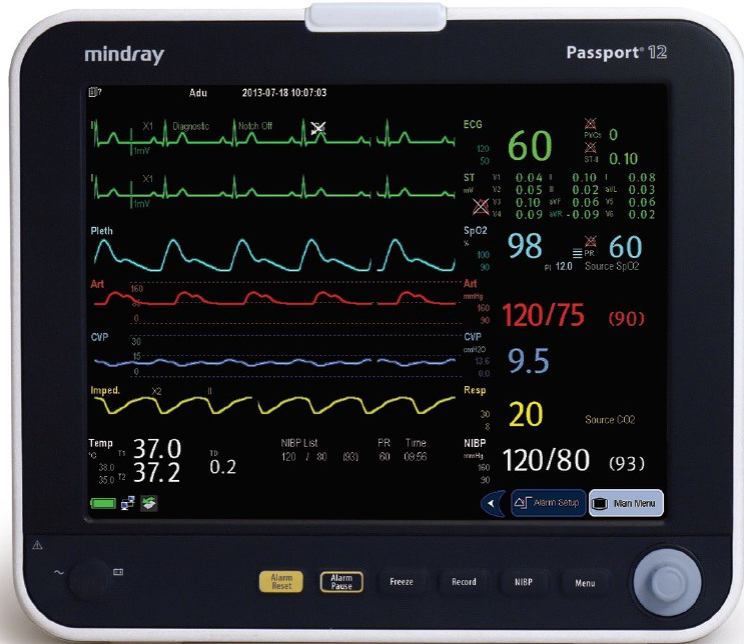 mindray
Passport® 12
Adu 2013-07-18 10:07:03
I X1 Diagnostic Notch Off
1mV
ECG
120
50
60
PVCs 0
ST-II 0.10
X1
1mV
ST
mV
V1 0.04 II 0.10 I 0.08
V2 0.05 III 0.02 aVL 0.03
V3 0.10 aVF 0.06 V5 0.06
V4 0.09 aVR -0.09 V6 0.02
Pleth
SpO2
%
100
90
98
PI 12.0
PR 60
Source SpO2
Art
160
80
0
Art
mmHg
160
90
120/75 (90)
CVP
30
15
0
CVP
cmH2O
13.6
0.0
9.5
Imped. X2 II
Resp
30
8
20
Source CO2
Temp
°C
38.0
35.0
T1 37.0
T2 37.2
TD 0.2
NIBP List PR Time
120 / 80 (93) 60 09:56
NIBP
mmHg
160
90
120/80 (93)
Alarm Setup
Main Menu
Alarm
Reset
Alarm
Pause
Freeze
Record
NIBP
Menu